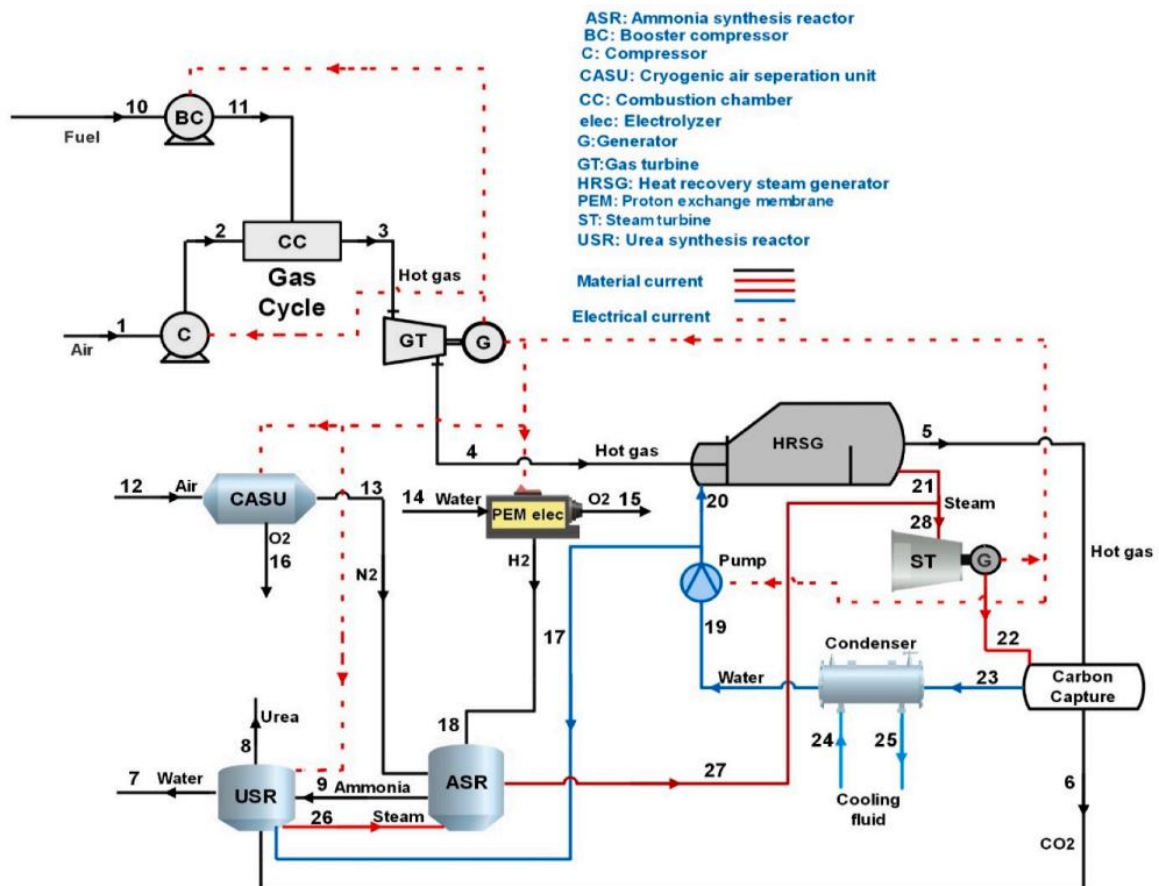 ASR: Ammonia synthesis reactor
BC: Booster compressor
C: Compressor
CASU: Cryogenic air seperation unit
CC: Combustion chamber
elec: Electrolyzer
G:Generator
GT:Gas turbine
HRSG: Heat recovery steam generator
PEM: Proton exchange membrane
ST: Steam turbine
USR: Urea synthesis reactor
Material current
Electrical current
10
BC
11
Fuel
2
CC
3
Gas
Cycle
Hot gas
1
C
Air
GT
G
4
Hot gas
HRSG
5
12
Air
CASU
13
14
Water
PEM elec
O2
15
20
21
Steam
28
ST
G
Hot gas
O2
16
N2
H2
Pump
17
19
22
Condenser
Water
23
Carbon
Capture
24
25
Cooling
fluid
18
Urea
8
7
Water
USR
9
Ammonia
ASR
27
26
Steam
6
CO2